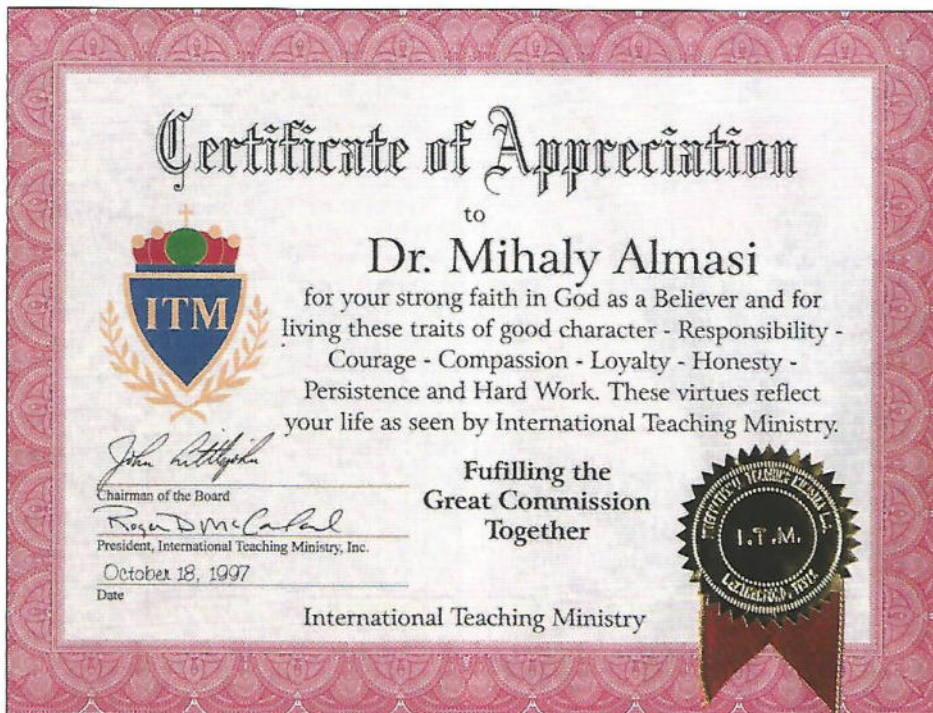 Certificate of Appreciation
to
Dr. Mihaly Almasi
for your strong faith in God as a Believer and for
living these traits of good character - Responsibility -
Courage - Compassion - Loyalty - Honesty -
Persistence and Hard Work. These virtues reflect
your life as seen by International Teaching Ministry.
ITM
John Littlejohn
Chairman of the Board
Roger D
President, International Teaching Ministry, Inc.
October 18, 1997
Date
Fufilling the
Great Commission
Together
International Teaching Ministry
I.T.M.